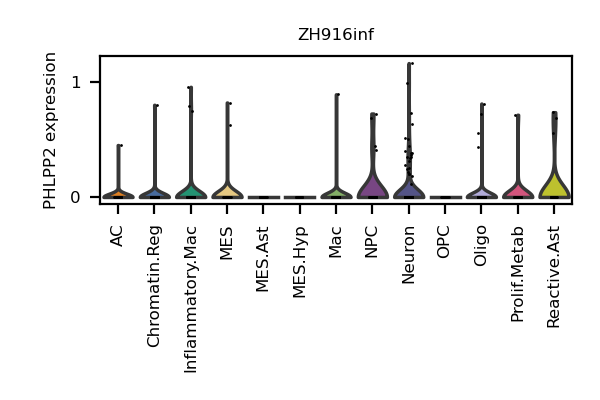 ZH916inf
PHLPP2 expression
1
0
AC
Chromatin.Reg
Inflammatory.Mac
MES
MES.Ast
MES.Hyp
Mac
NPC
Neuron
OPC
Oligo
Prolif.Metab
Reactive.Ast